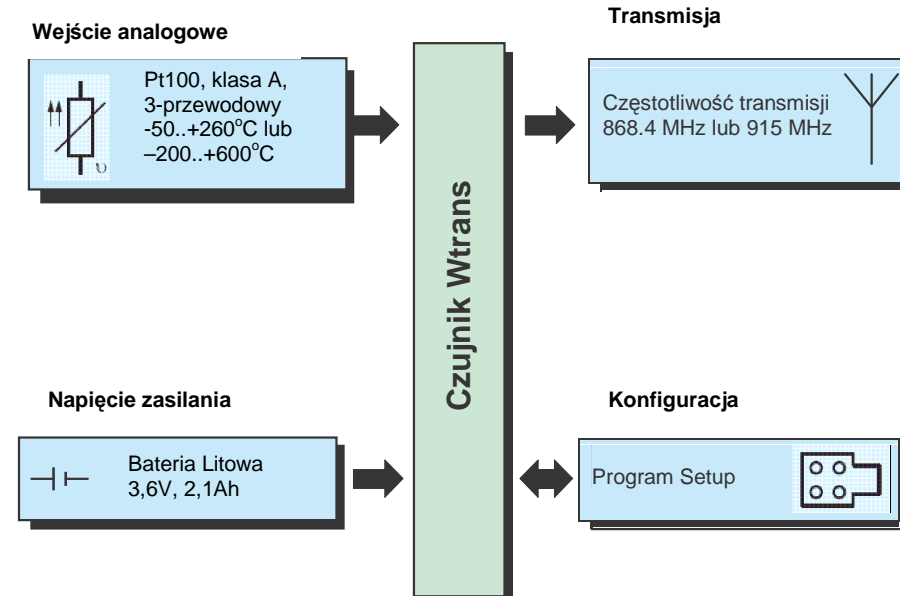 Wejście analogowe
Pt100, klasa A,
3-przewodowy
-50..+260°C lub
–200..+600°C
Transmisja
Częstotliwość transmisji
868.4 MHz lub 915 MHz
Czujnik Wtrans
Napięcie zasilania
Bateria Litowa
3,6V, 2,1Ah
Konfiguracja
Program Setup